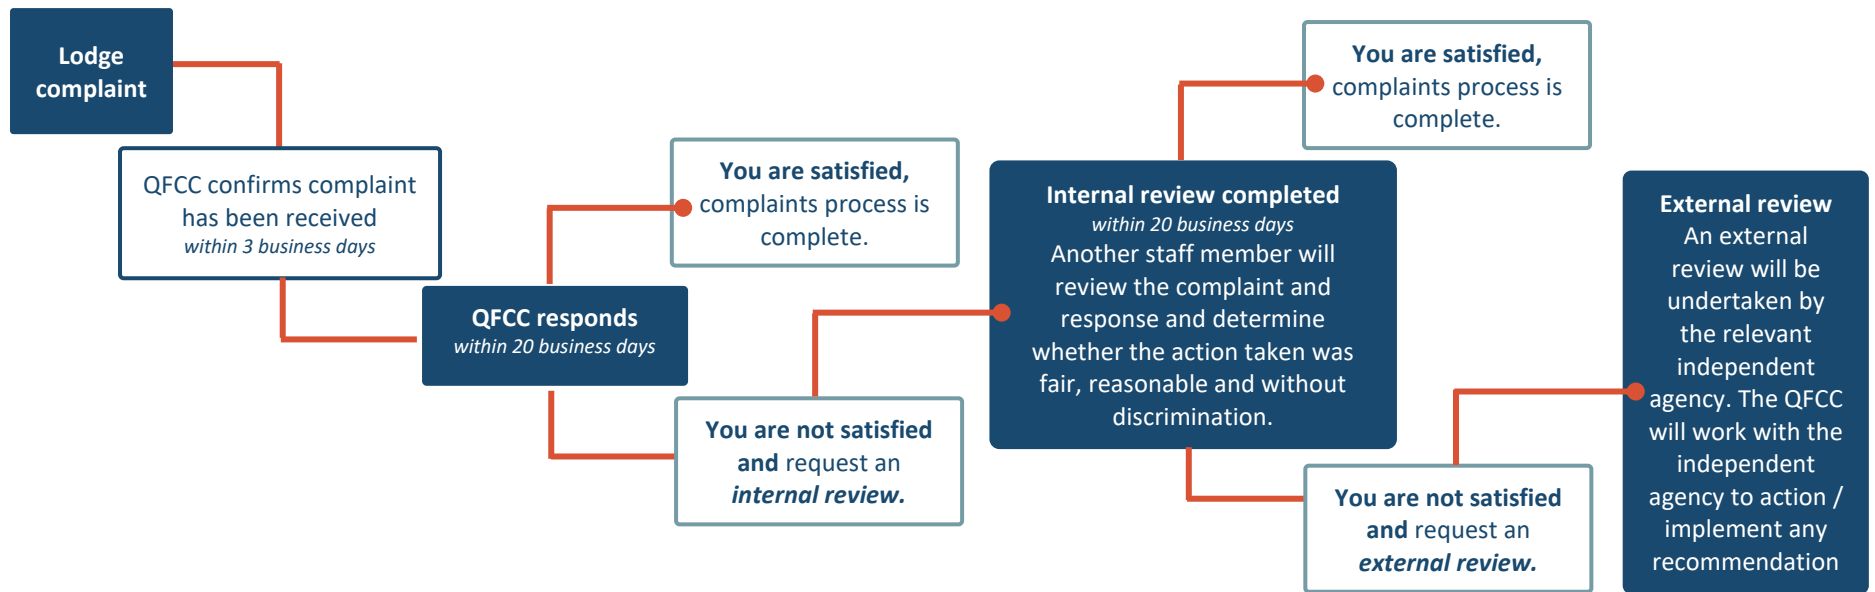 Lodge
complaint
QFCC confirms complaint
has been received
within 3 business days
QFCC responds
within 20 business days
You are satisfied,
complaints process is
complete.
You are not satisfied
and request an
internal review.
Internal review completed
within 20 business days
Another staff member will
review the complaint and
response and determine
whether the action taken was
fair, reasonable and without
discrimination.
You are satisfied,
complaints process is
complete.
You are not satisfied
and request an
external review.
External review
An external
review will be
undertaken by
the relevant
independent
agency. The QFCC
will work with the
independent
agency to action /
implement any
recommendation